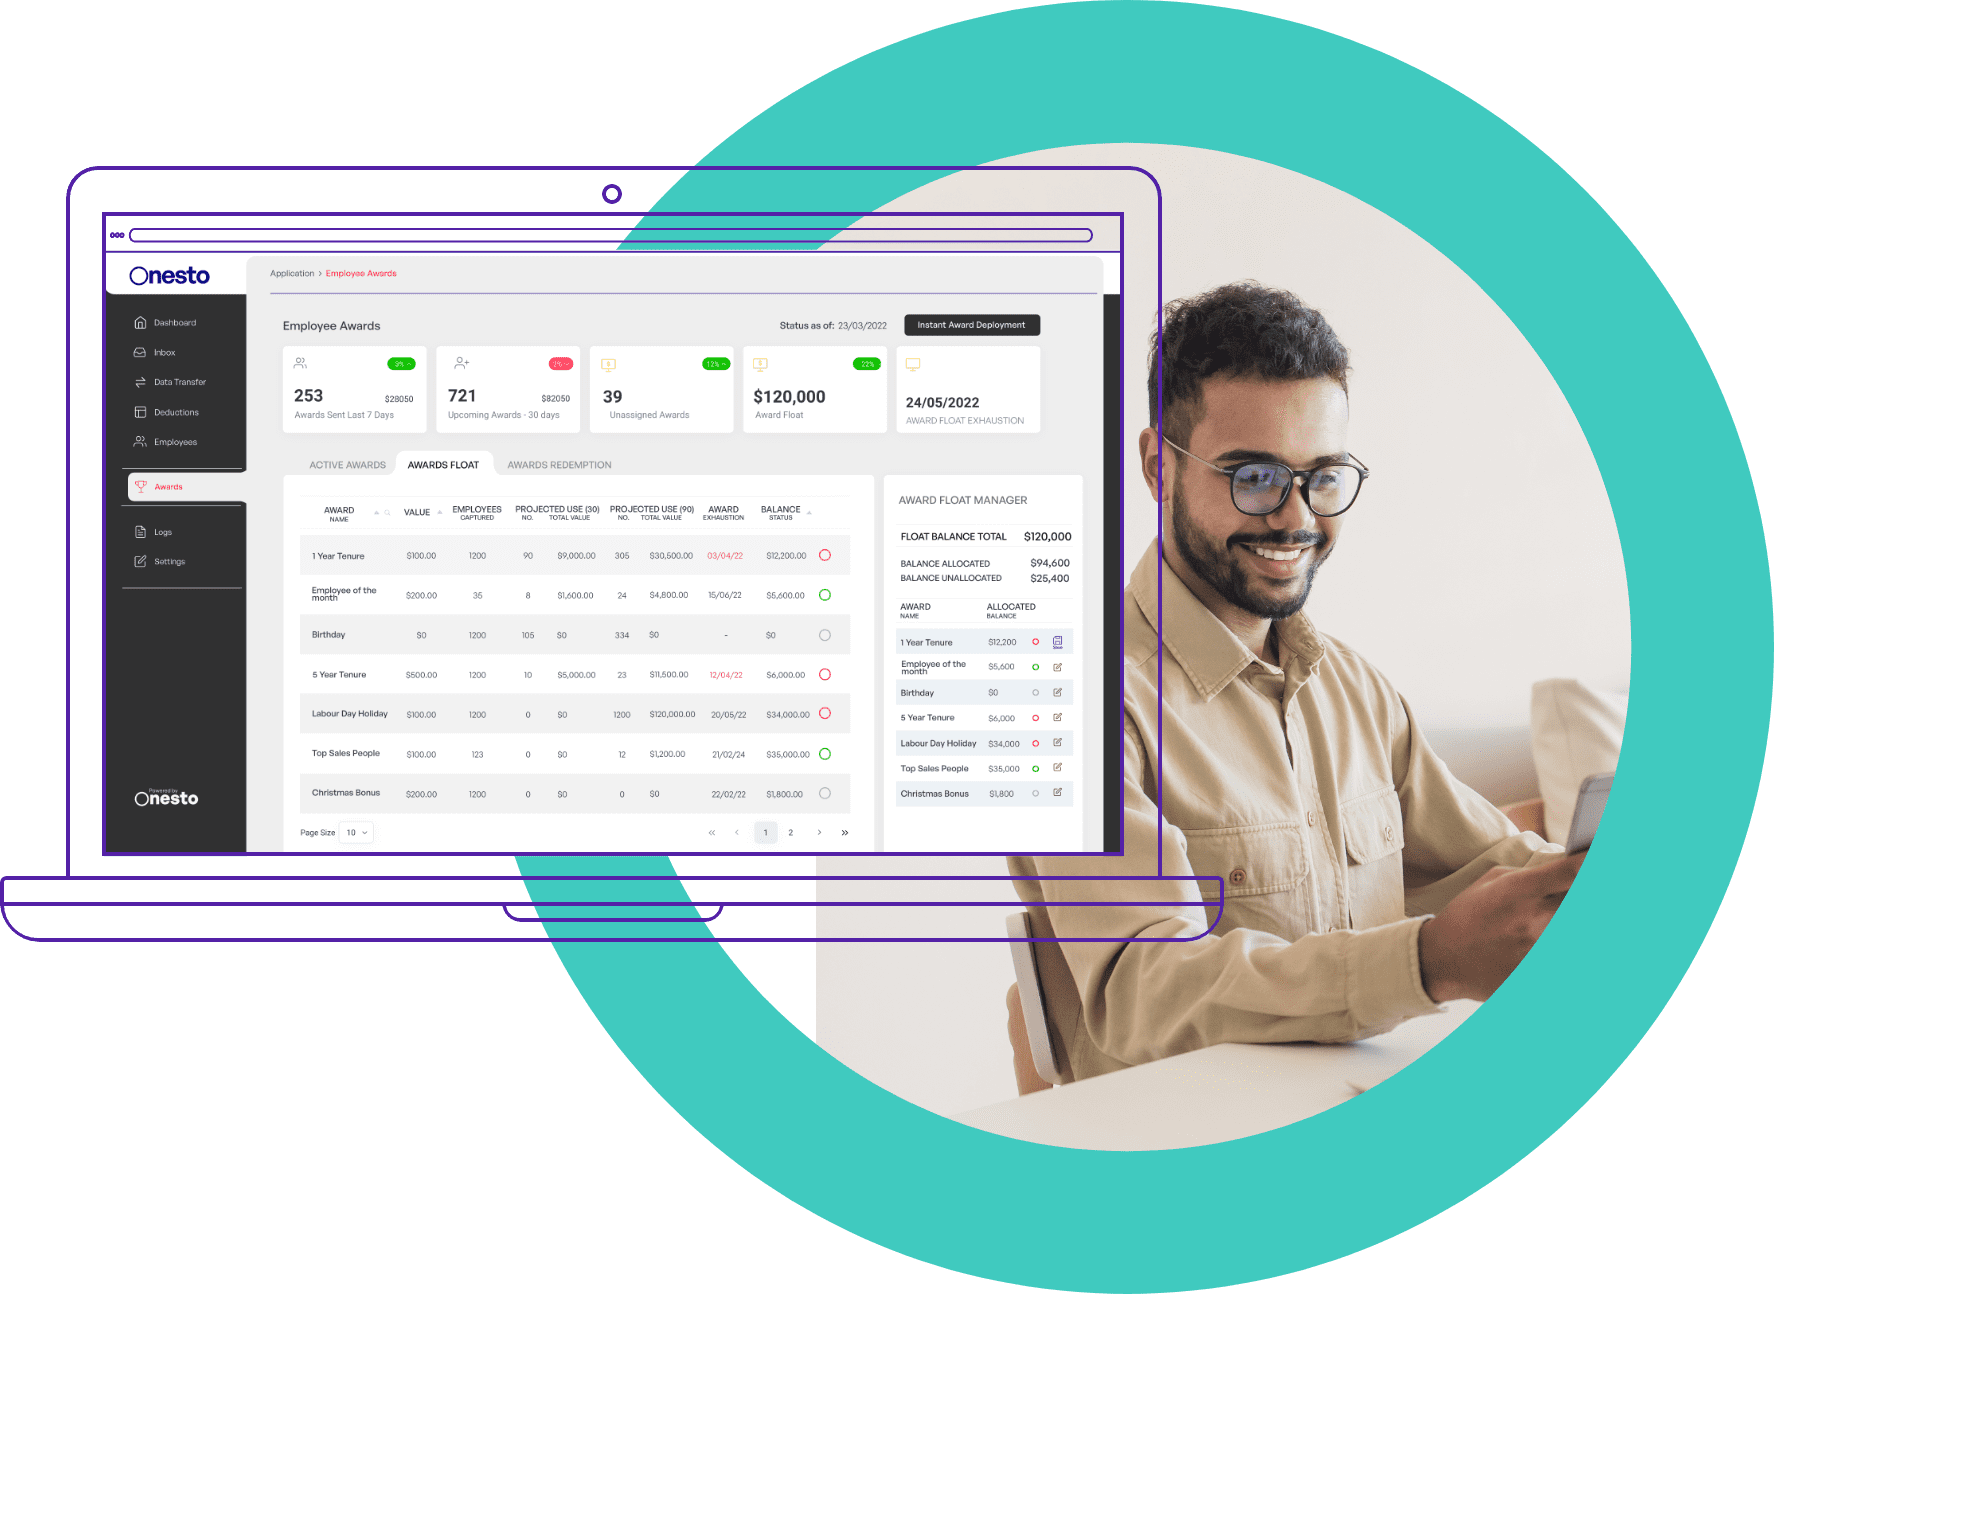 Onesto
Application > Employee Awards
Dashboard
Inbox
Data Transfer
Deductions
Employees
Awards
Logs
Settings
Powered by
Onesto
Employee Awards
Status as of: 23/03/2022
Instant Award Deployment
3%
253 $28050
Awards Sent Last 7 Days
2%
721 $82050
Upcoming Awards - 30 days
12%
39
Unassigned Awards
22%
$120,000
Award Float
24/05/2022
AWARD FLOAT EXHAUSTION
ACTIVE AWARDS AWARDS FLOAT AWARDS REDEMPTION
AWARD VALUE EMPLOYEES PROJECTED USE (30) PROJECTED USE (90) AWARD BALANCE
NAME CAPTURED NO. TOTAL VALUE NO. TOTAL VALUE EXHAUSTION STATUS
1 Year Tenure $100.00 1200 90 $9,000.00 305 $30,500.00 03/04/22 $12,200.00
Employee of the
month $200.00 35 8 $1,600.00 24 $4,800.00 15/06/22 $5,600.00
Birthday $0 1200 105 $0 334 $0 - $0
5 Year Tenure $500.00 1200 10 $5,000.00 23 $11,500.00 12/04/22 $6,000.00
Labour Day Holiday $100.00 1200 0 $0 1200 $120,000.00 20/05/22 $34,000.00
Top Sales People $100.00 123 0 $0 12 $1,200.00 21/02/24 $35,000.00
Christmas Bonus $200.00 1200 0 $0 0 $0 22/02/22 $1,800.00
Page Size 10 « ‹ 1 2 › »
AWARD FLOAT MANAGER
FLOAT BALANCE TOTAL $120,000
BALANCE ALLOCATED $94,600
BALANCE UNALLOCATED $25,400
AWARD ALLOCATED
NAME BALANCE
1 Year Tenure $12,200
Employee of the
month $5,600
Birthday $0
5 Year Tenure $6,000
Labour Day Holiday $34,000
Top Sales People $35,000
Christmas Bonus $1,800